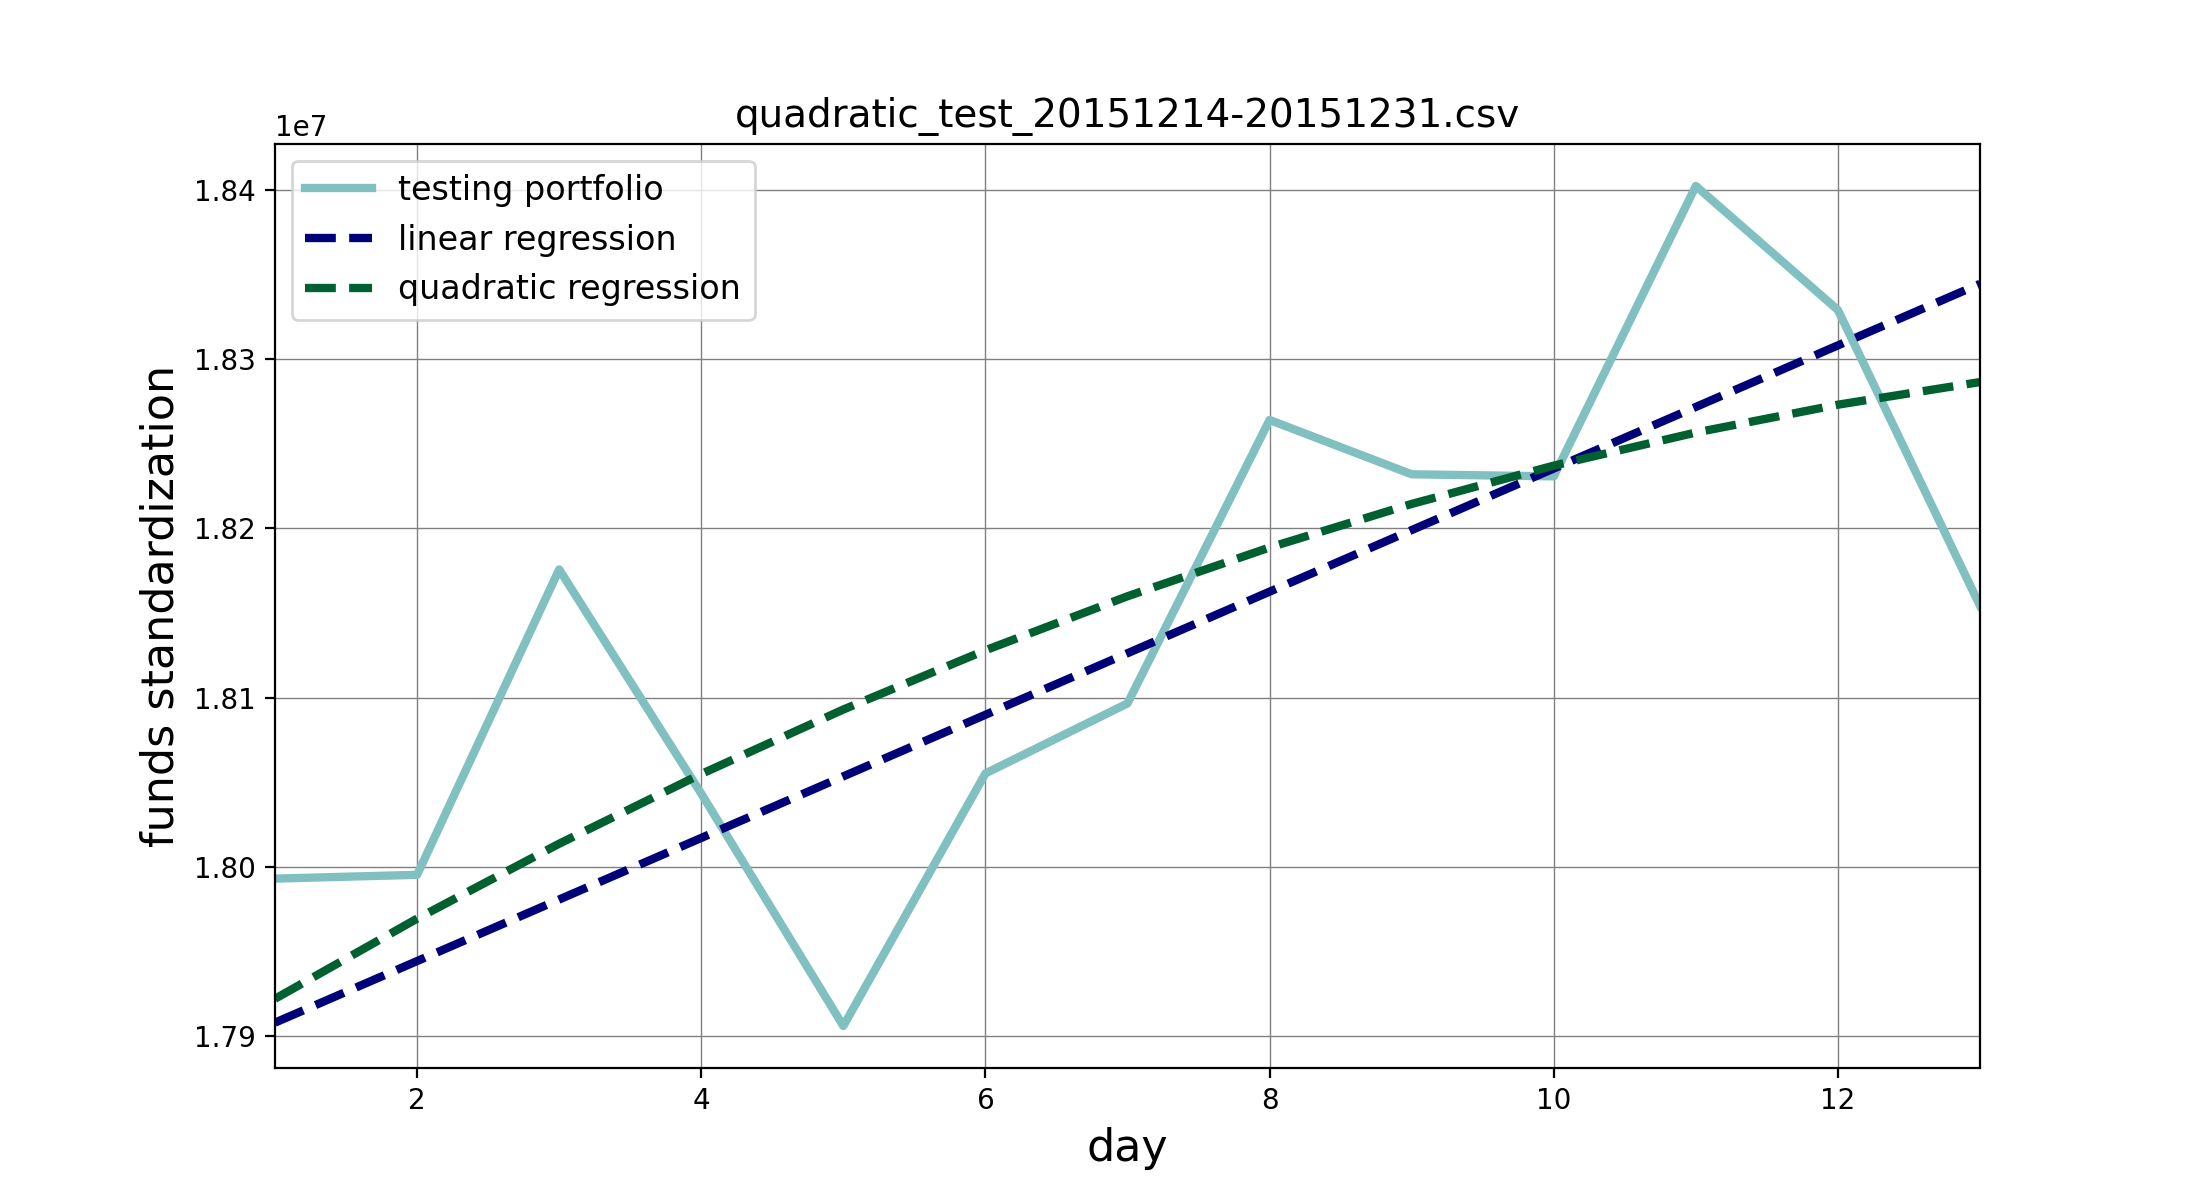 quadratic_test_20151214-20151231.csv
1e7
testing portfolio
linear regression
quadratic regression
1.84
1.83
1.82
1.81
1.80
1.79
funds standardization
2 4 6 8 10 12
day